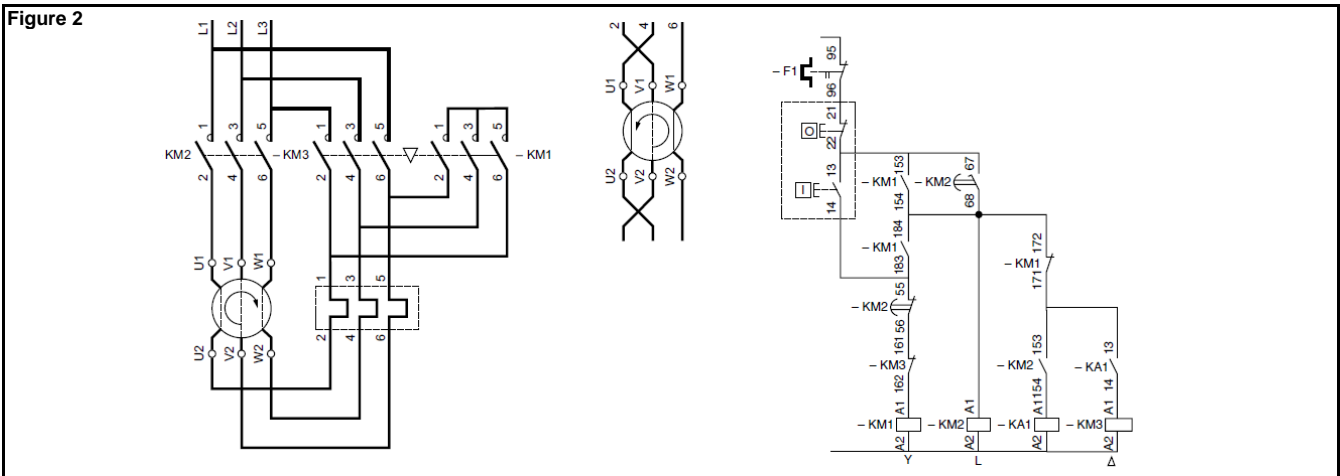 Figure 2
L1 L2 L3
1 3 5 1 3 5 1 3 5
KM2 – KM3 – KM1
2 4 6 2 4 6 2 4 6
U1 V1 W1 1 3 5
U2 V2 W2 2 4 6
2 4 6
U1 V1 W1
U2 V2 W2
95
– F1
96
21
O
22
13
I
14
153 67
– KM1 – KM2
154 68
184 172
– KM1 – KM1
183 171
55
– KM2
56
161 153 13
– KM3 – KM2 – KA1
162 154 14
A1 A1 A1 A1
– KM1 – KM2 – KA1 – KM3
A2 A2 A2 A2
Y L Δ